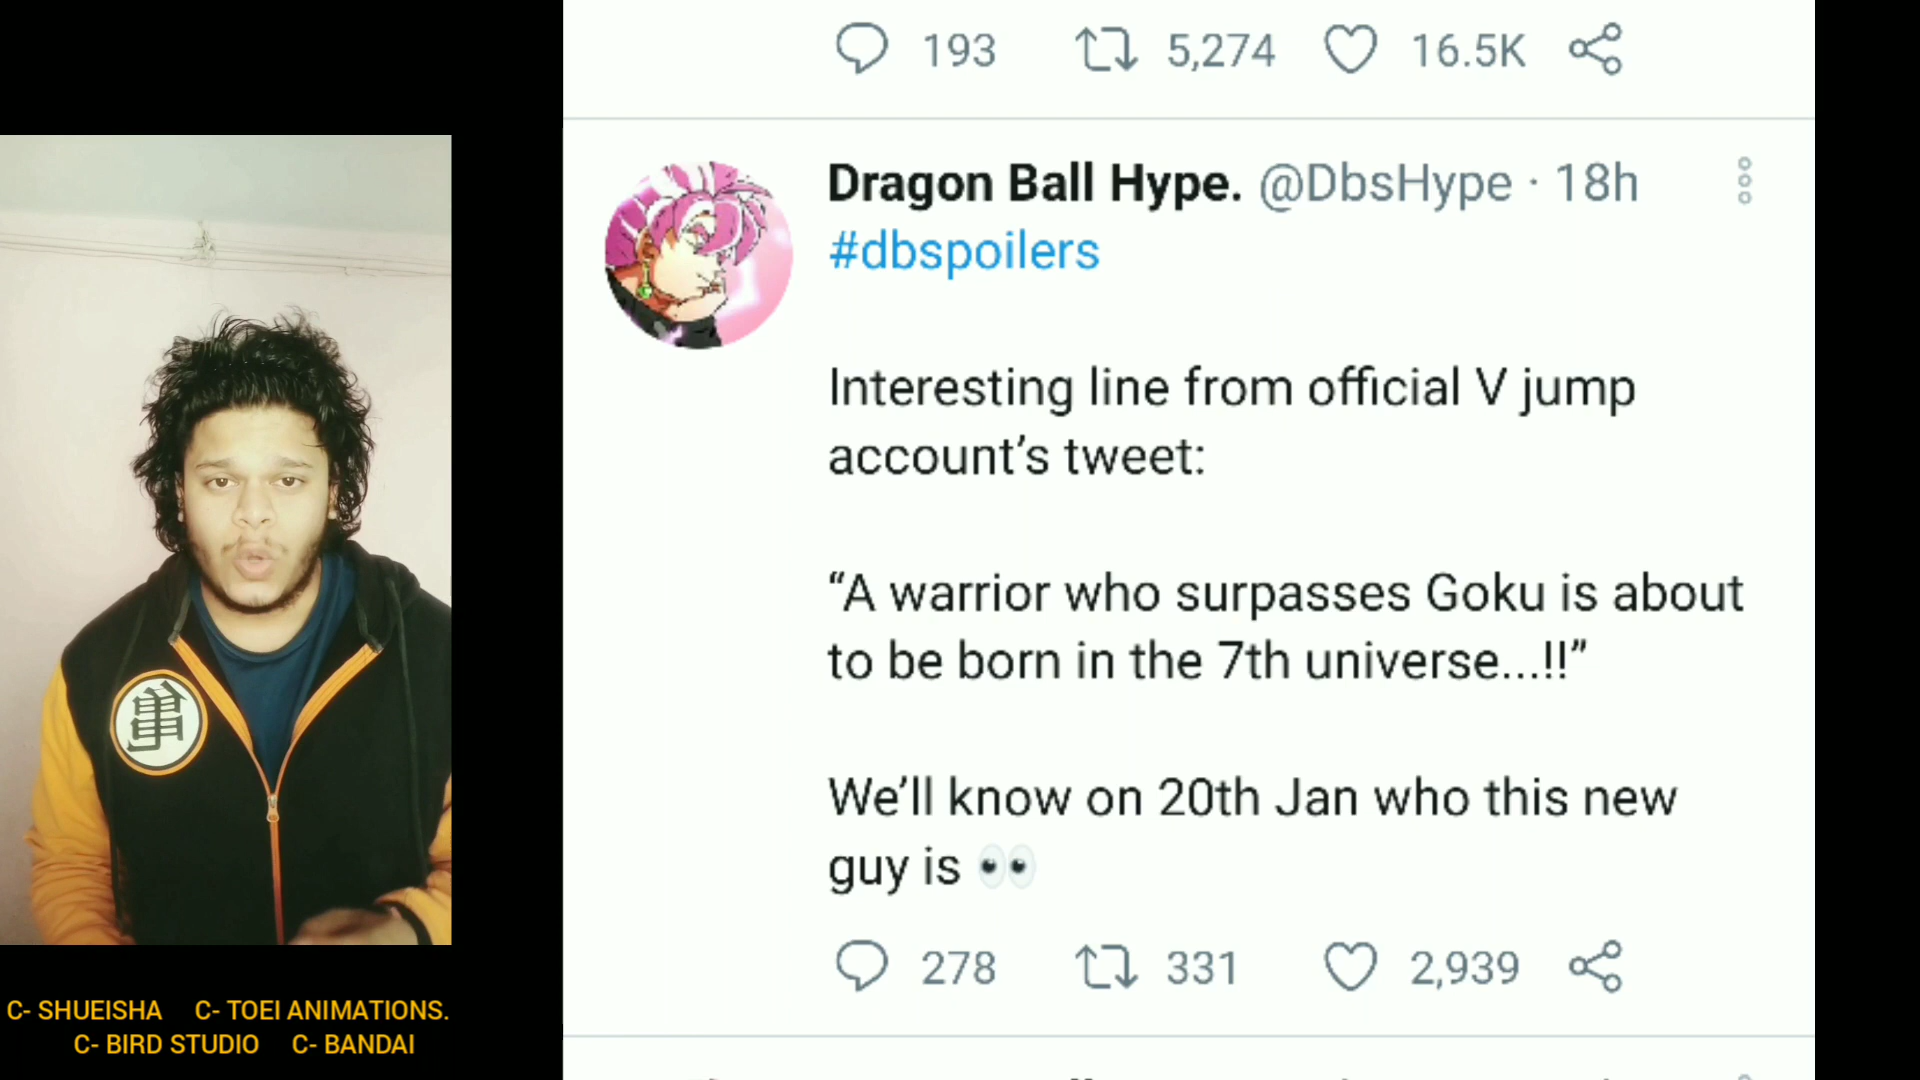 193 5,274 16.5K
Dragon Ball Hype. @DbsHype · 18h
#dbspoilers
Interesting line from official V jump
account’s tweet:
“A warrior who surpasses Goku is about
to be born in the 7th universe...!!”
We’ll know on 20th Jan who this new
guy is 👀
278 331 2,939
亀
C- SHUEISHA C- TOEI ANIMATIONS.
C- BIRD STUDIO C- BANDAI